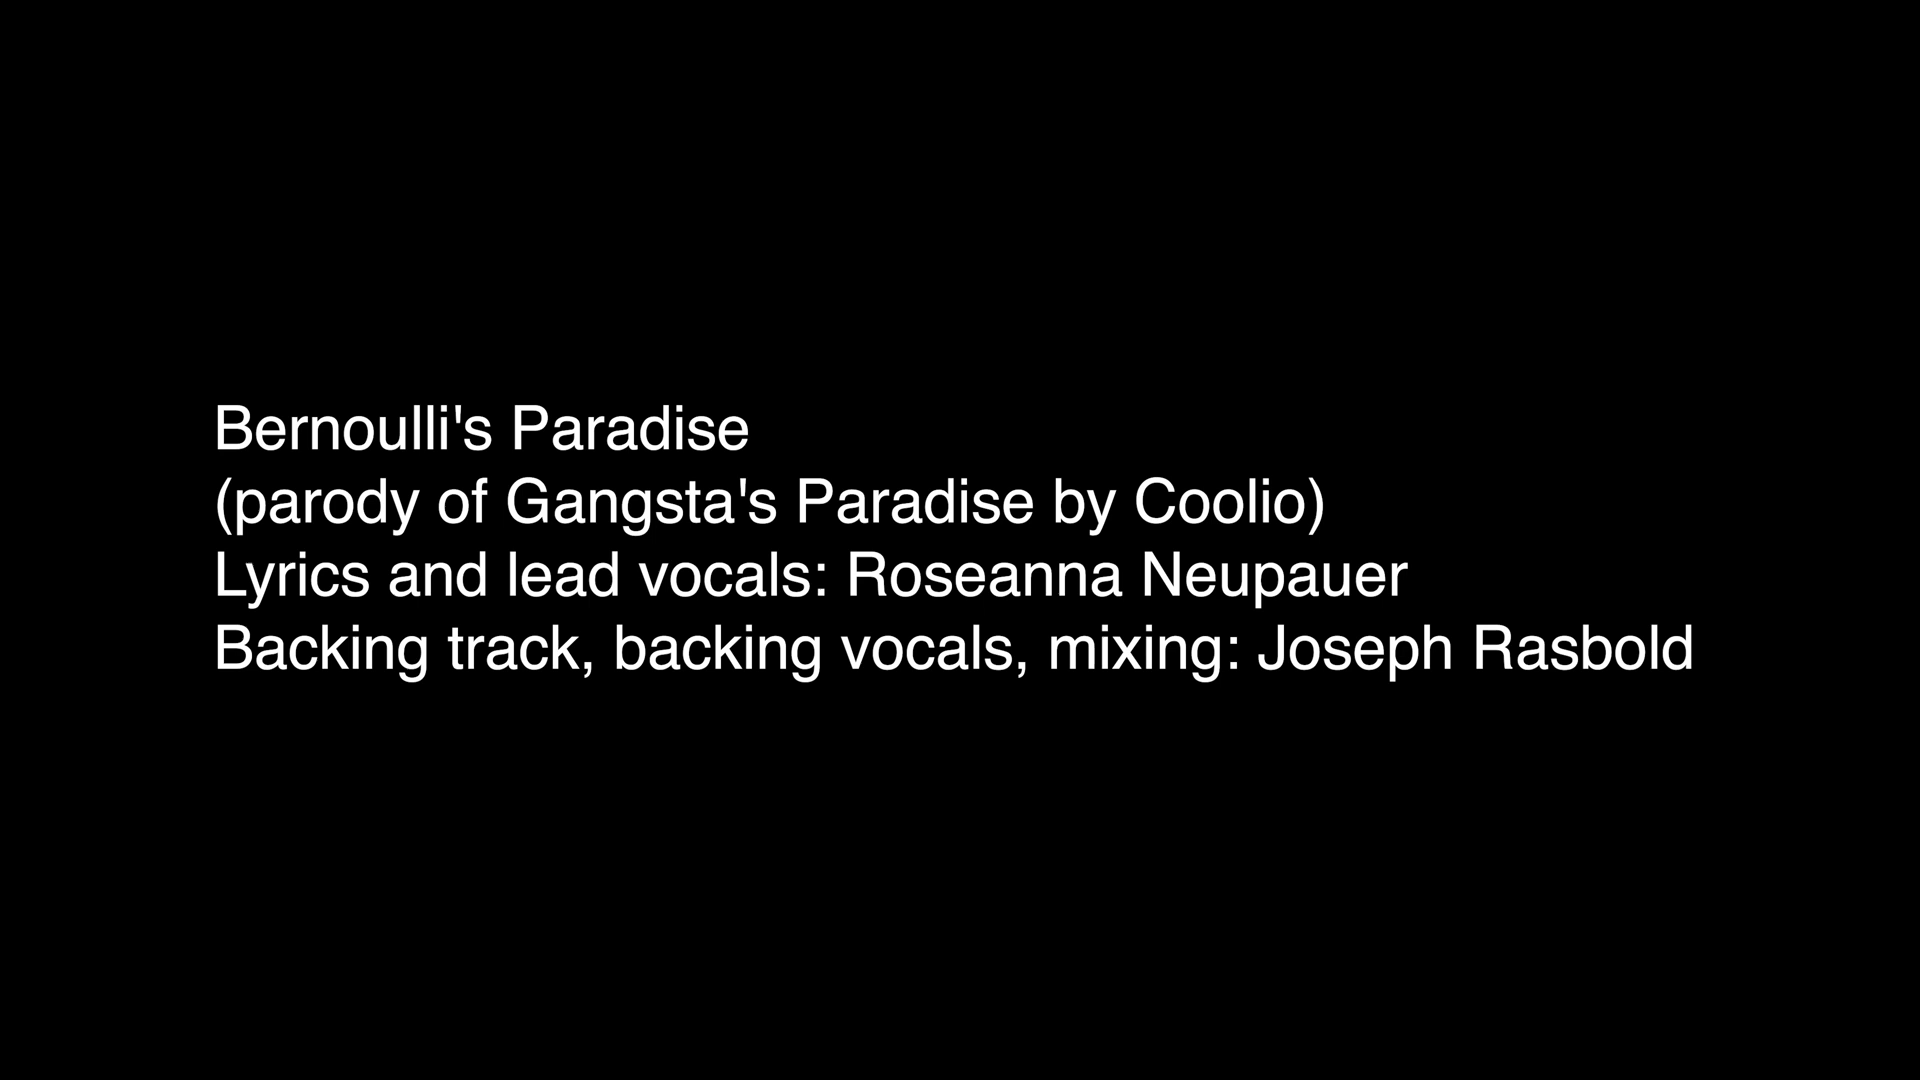 Bernoulli's Paradise
(parody of Gangsta's Paradise by Coolio)
Lyrics and lead vocals: Roseanna Neupauer
Backing track, backing vocals, mixing: Joseph Rasbold